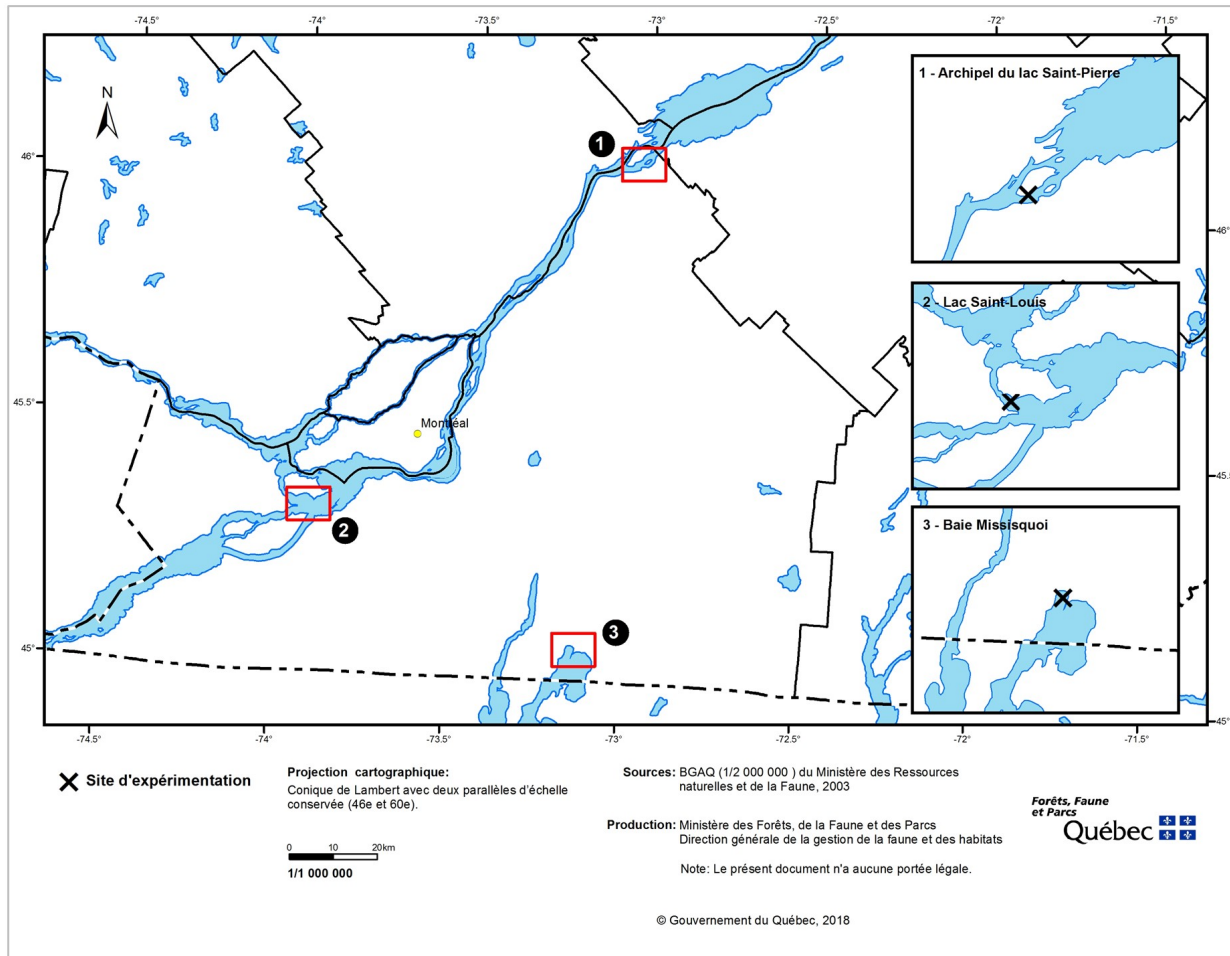 -74.5°
-74°
-73.5°
-73°
-72.5°
-72°
-71.5°
N
1 - Archipel du lac Saint-Pierre
1
46°
46°
2 - Lac Saint-Louis
45.5°
Montréal
45.5°
2
3 - Baie Missisquoi
3
45°
45°
-74.5°
-74°
-73.5°
-73°
-72.5°
-72°
-71.5°
Site d'expérimentation
Projection cartographique:
Conique de Lambert avec deux parallèles d'échelle
conservée (46e et 60e).
0 10 20km
1/1 000 000
Sources: BGAQ (1/2 000 000 ) du Ministère des Ressources
naturelles et de la Faune, 2003
Production: Ministère des Forêts, de la Faune et des Parcs
Direction générale de la gestion de la faune et des habitats
Note: Le présent document n'a aucune portée légale.
Forêts, Faune
et Parcs
Québec
© Gouvernement du Québec, 2018